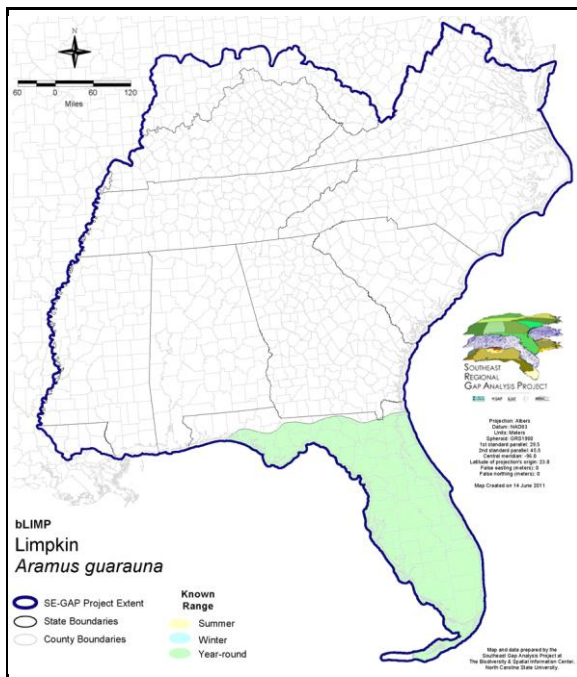 60 0 60 120
Miles
SOUTHEAST
REGIONAL
GAP ANALYSIS PROJECT
Projection: Albers
Datum: NAD83
Units: Meters
Spheroid: GRS1980
1st standard parallel: 29.5
2nd standard parallel: 45.5
Central meridian: -96.0
Latitude of projection's origin: 23.0
False easting (meters): 0
False northing (meters): 0
Map Created on 14 June 2011
bLIMP
Limpkin
Aramus guarauna
SE-GAP Project Extent
State Boundaries
County Boundaries
Known
Range
Summer
Winter
Year-round
Map and data prepared by the
Southeast Gap Analysis Project at
The Biodiversity & Spatial Information Center,
North Carolina State University.